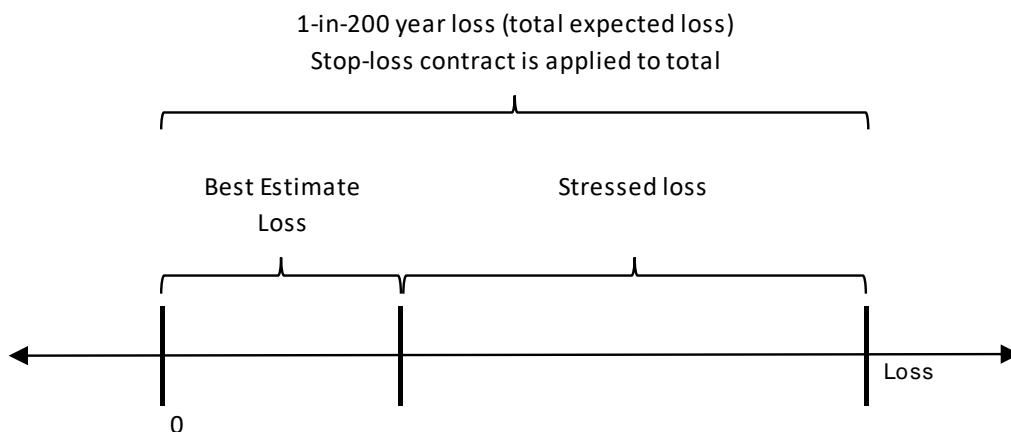 1-in-200 year loss (total expected loss)
Stop-loss contract is applied to total
Best Estimate
Loss
Stressed loss
Loss
0